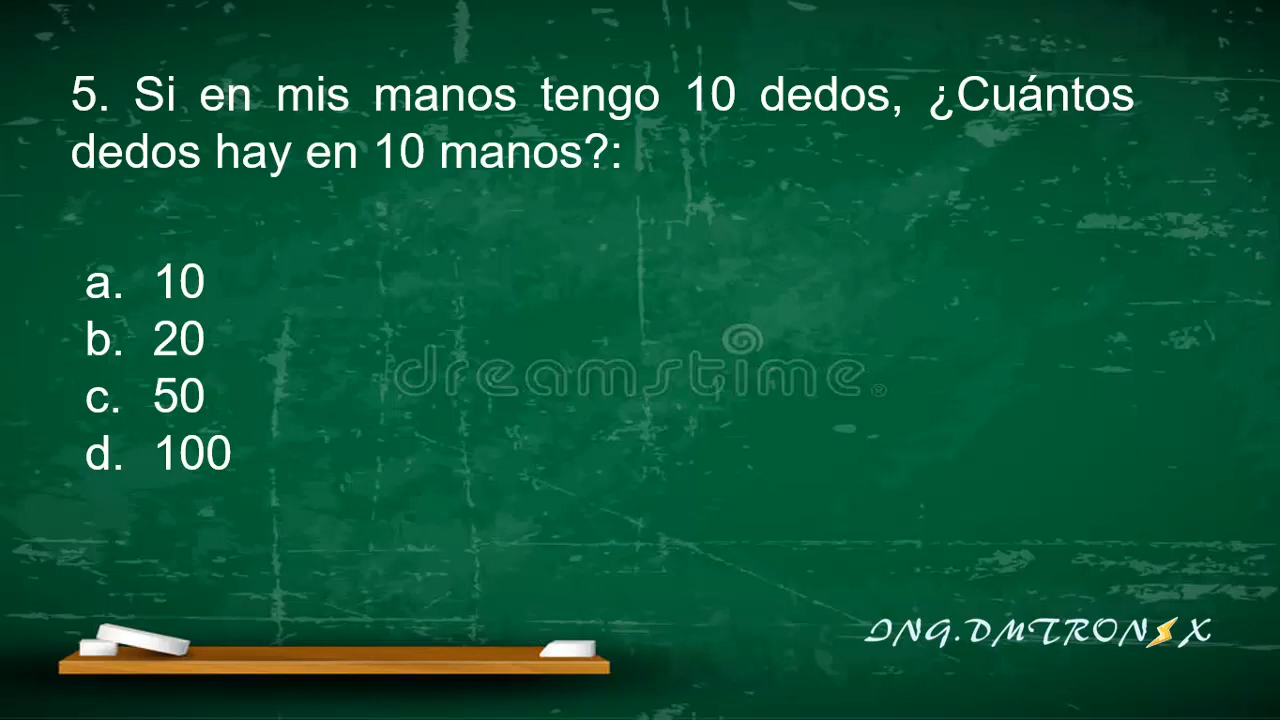 5. Si en mis manos tengo 10 dedos, ¿Cuántos
dedos hay en 10 manos?:
a. 10
b. 20
c. 50
d. 100
dreamstime.
ING.DMTRON⚡X